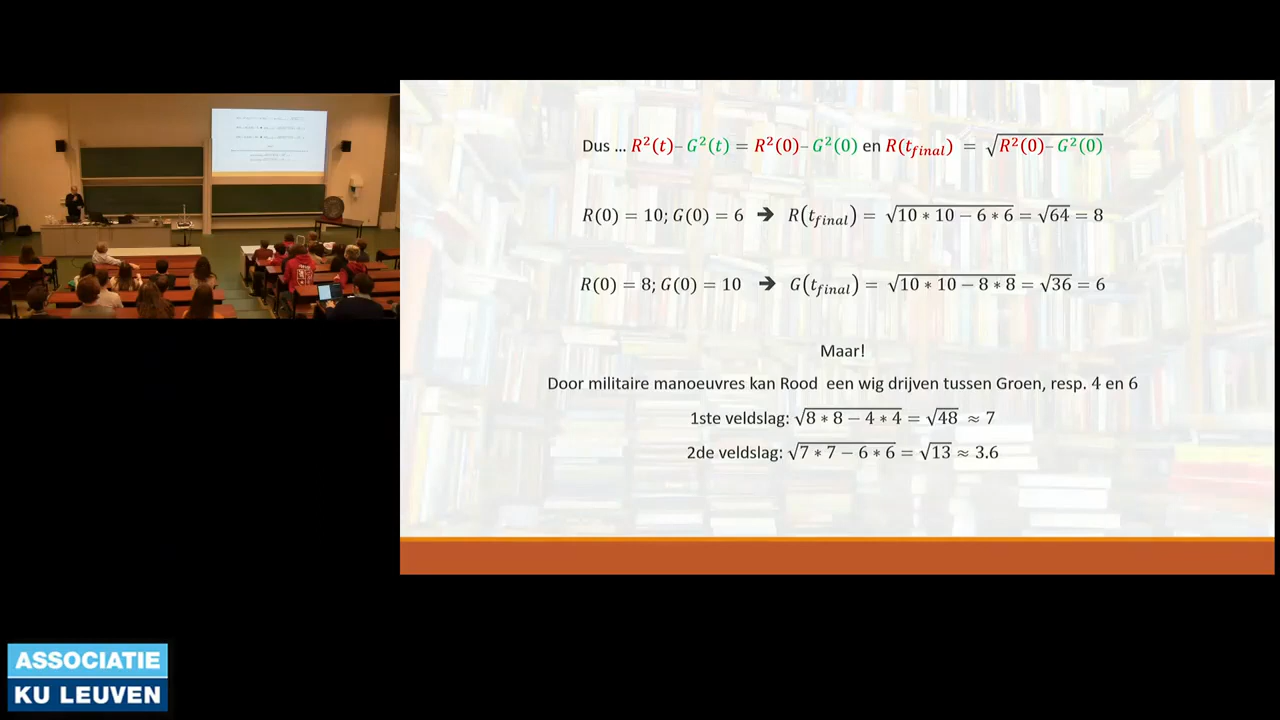 Dus ... R²(t)– G²(t) = R²(0)– G²(0) en R(t_final) = √(R²(0)– G²(0))
R(0) = 10; G(0) = 6 ➔ R(t_final) = √(10 ∗ 10 − 6 ∗ 6) = √64 = 8
R(0) = 8; G(0) = 10 ➔ G(t_final) = √(10 ∗ 10 − 8 ∗ 8) = √36 = 6
Maar!
Door militaire manoeuvres kan Rood een wig drijven tussen Groen, resp. 4 en 6
1ste veldslag: √(8 ∗ 8 − 4 ∗ 4) = √48 ≈ 7
2de veldslag: √(7 ∗ 7 − 6 ∗ 6) = √13 ≈ 3.6
ASSOCIATIE
KU LEUVEN